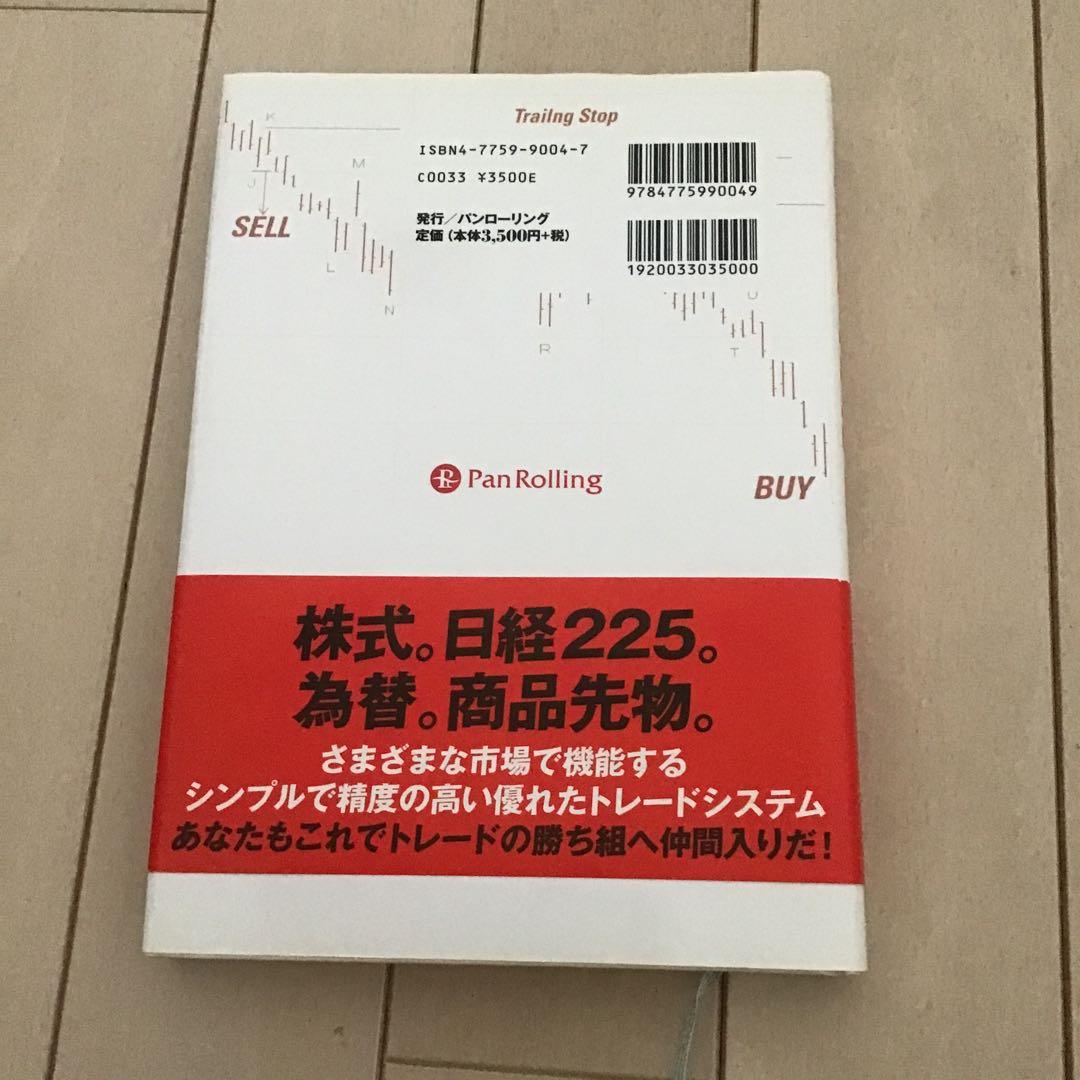 Trailng Stop
ISBN4-7759-9004-7
C0033 ¥3500E
9784775990049
発行／パンローリング
定価(本体3,500円+税)
1920033035000
K
M
J
SELL
L
N
U
R
T
Pan Rolling
BUY
株式。日経225。
為替。商品先物。
さまざまな市場で機能する
シンプルで精度の高い優れたトレードシステム
あなたもこれでトレードの勝ち組へ仲間入りだ！